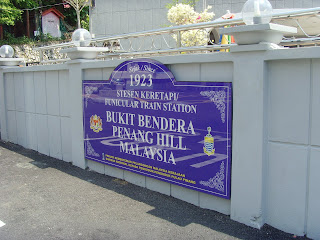 Sejak / Since
1923
STESEN KERETAPI/
FUNICULAR TRAIN STATION
BUKIT BENDERA
PENANG HILL
MALAYSIA